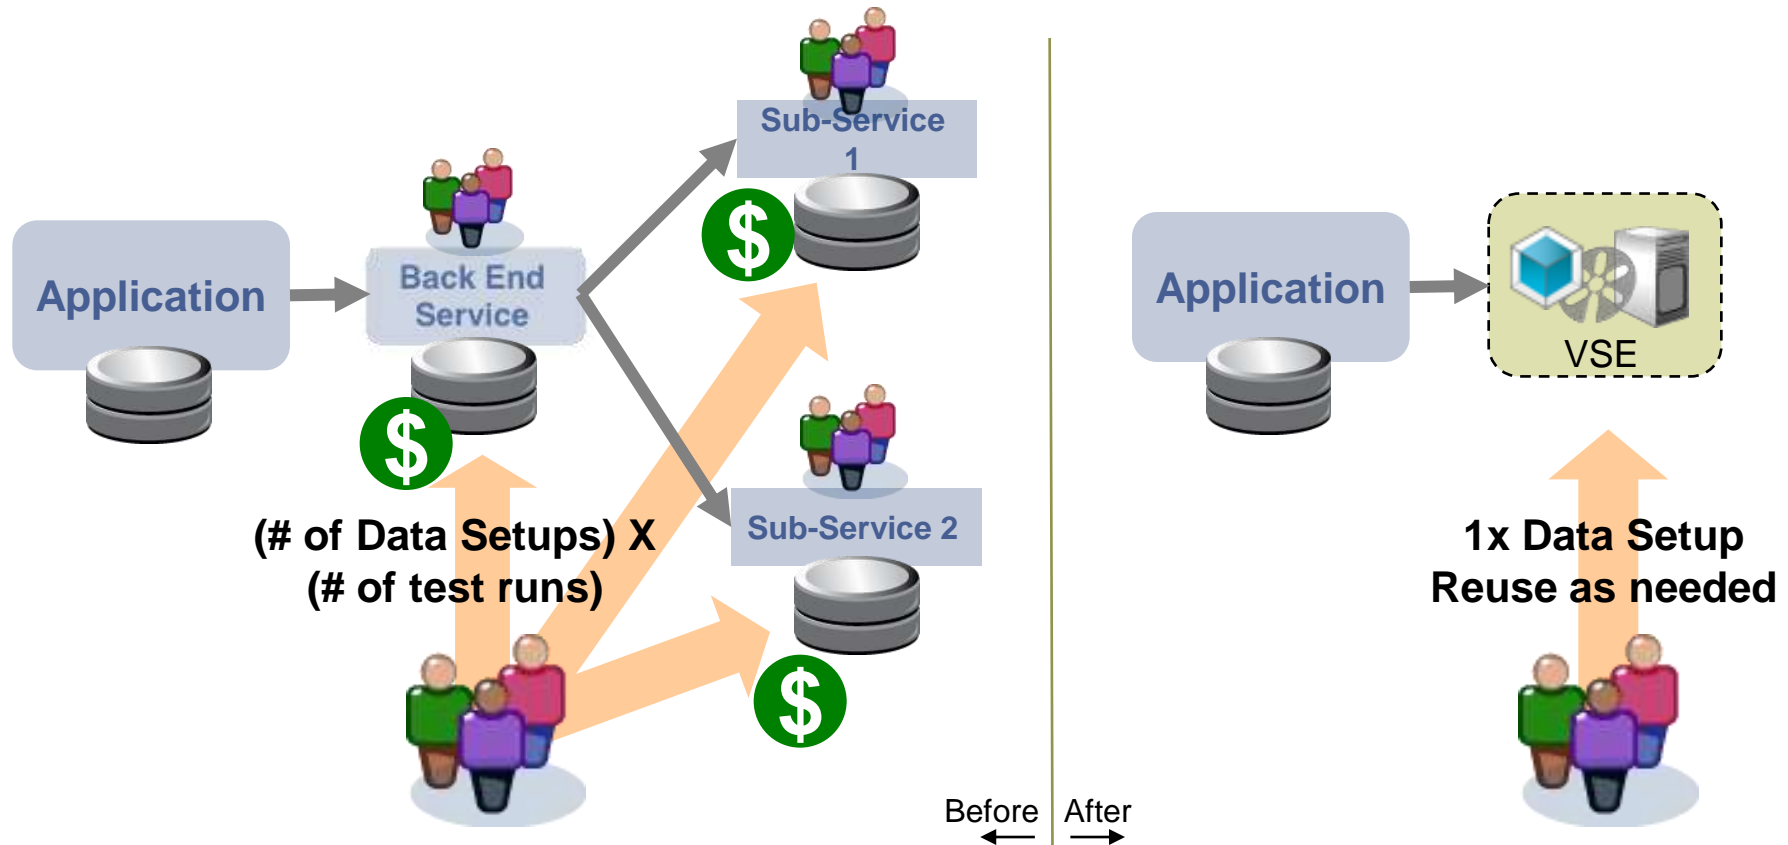 Sub-Service
1
$
Application
Back End
Service
$
(# of Data Setups) X
(# of test runs)
Sub-Service 2
$
Before
After
Application
VSE
1x Data Setup
Reuse as needed